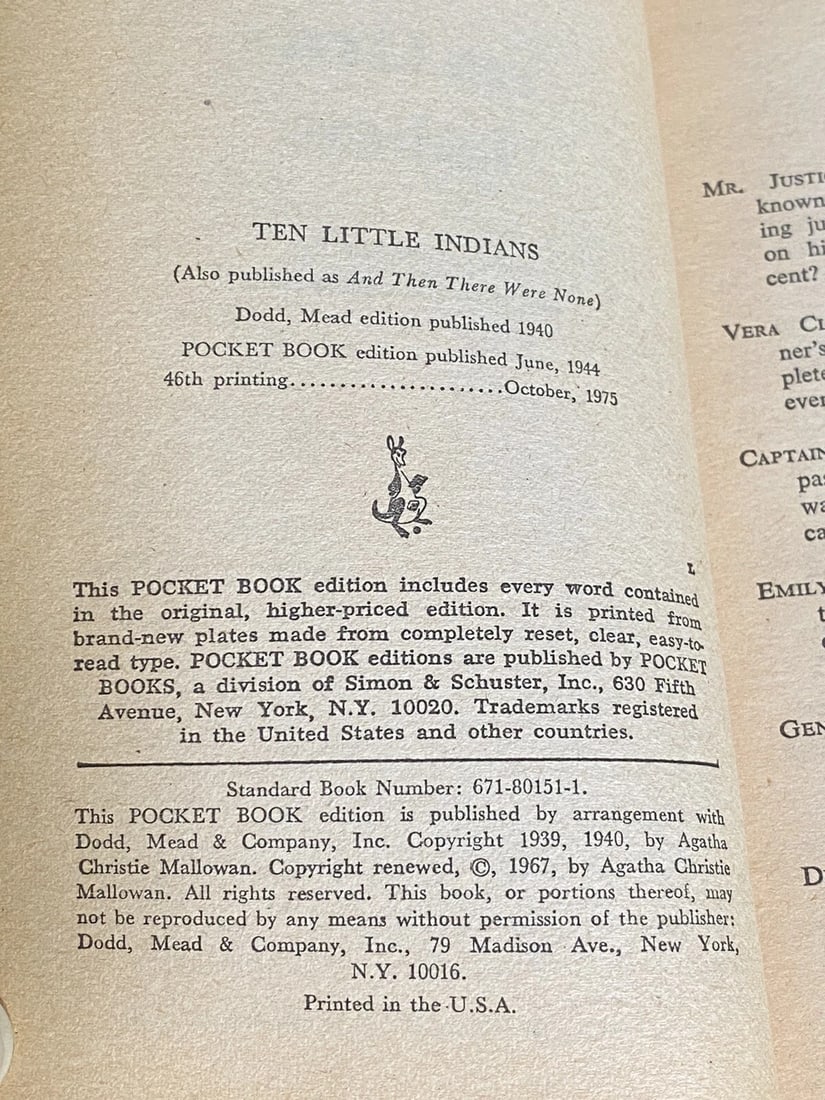 TEN LITTLE INDIANS
(Also published as And Then There Were None)
Dodd, Mead edition published 1940
POCKET BOOK edition published June, 1944
46th printing......................October, 1975
L
This POCKET BOOK edition includes every word contained
in the original, higher-priced edition. It is printed from
brand-new plates made from completely reset, clear, easy-to-
read type. POCKET BOOK editions are published by POCKET
BOOKS, a division of Simon & Schuster, Inc., 630 Fifth
Avenue, New York, N.Y. 10020. Trademarks registered
in the United States and other countries.
Standard Book Number: 671-80151-1.
This POCKET BOOK edition is published by arrangement with
Dodd, Mead & Company, Inc. Copyright 1939, 1940, by Agatha
Christie Mallowan. Copyright renewed, ©, 1967, by Agatha Christie
Mallowan. All rights reserved. This book, or portions thereof, may
not be reproduced by any means without permission of the publisher:
Dodd, Mead & Company, Inc., 79 Madison Ave., New York,
N.Y. 10016.
Printed in the U.S.A.
MR. JUSTI
known
ing ju
on hi
cent?
VERA CL
ner's
plete
ever
CAPTAIN
pas
wa
ca
EMILY
t
GEN
D